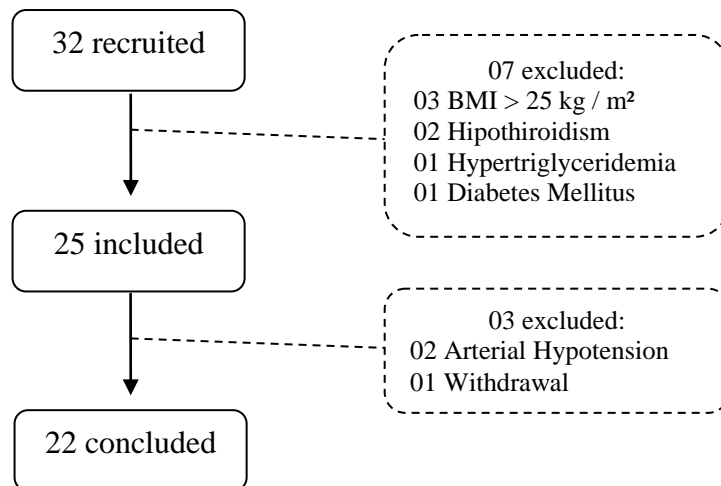 32 recruited
07 excluded:
03 BMI > 25 kg / m²
02 Hipothiroidism
01 Hypertriglyceridemia
01 Diabetes Mellitus
25 included
03 excluded:
02 Arterial Hypotension
01 Withdrawal
22 concluded